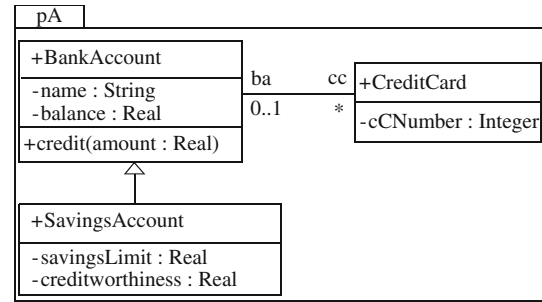 pA
+BankAccount
-name : String
-balance : Real
+credit(amount : Real)
ba
cc
0..1
*
+CreditCard
-cCNumber : Integer
+SavingsAccount
-savingsLimit : Real
-creditworthiness : Real